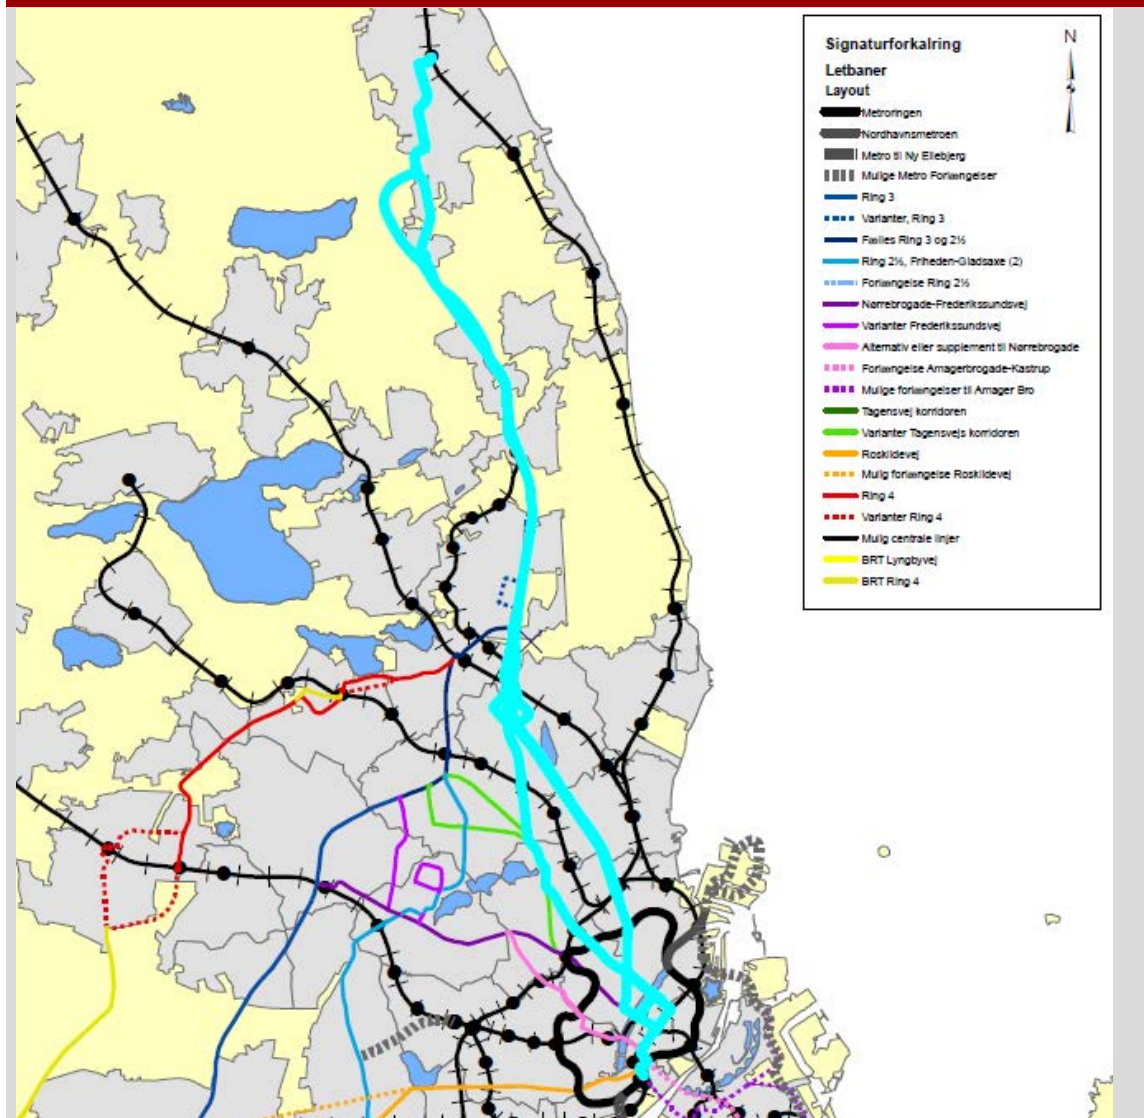 Signaturforkalring
N
Letbaner
Layout
Metroringen
Nordhavnsmetroen
Metro til Ny Ellebjerg
Mulige Metro Forlængelser
Ring 3
Varianter, Ring 3
Fælles Ring 3 og 2½
Ring 2½, Friheden-Gladsaxe (2)
Forlængelse Ring 2½
Nørrebrogade-Frederikssundsvej
Varianter Frederikssundsvej
Alternativ eller supplement til Nørrebrogade
Forlængelse Amagerbrogade-Kastrup
Mulige forlængelser til Amager Bro
Tagensvej korridoren
Varianter Tagensvejs korridoren
Roskildevej
Mulig forlængelse Roskildevej
Ring 4
Varianter Ring 4
Mulig centrale linjer
BRT Lyngbyvej
BRT Ring 4